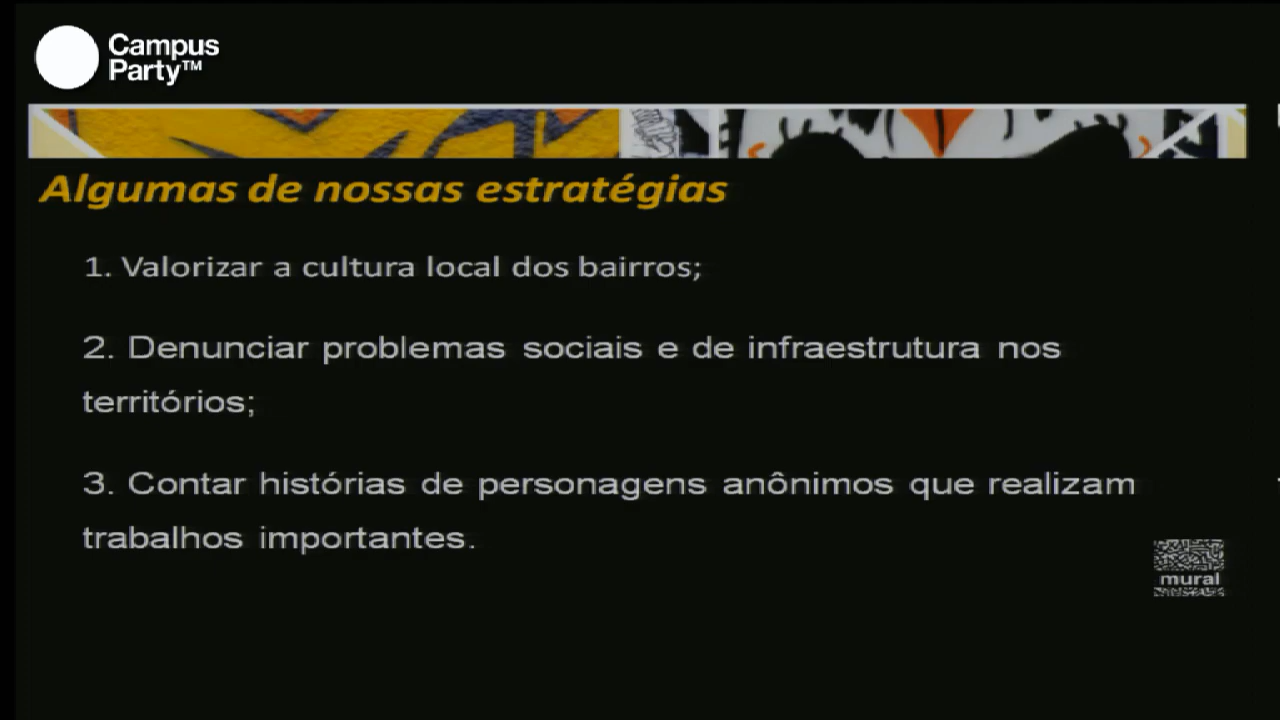 Campus
Party™
Algumas de nossas estratégias
1. Valorizar a cultura local dos bairros;
2. Denunciar problemas sociais e de infraestrutura nos
territórios;
3. Contar histórias de personagens anônimos que realizam
trabalhos importantes.
mural